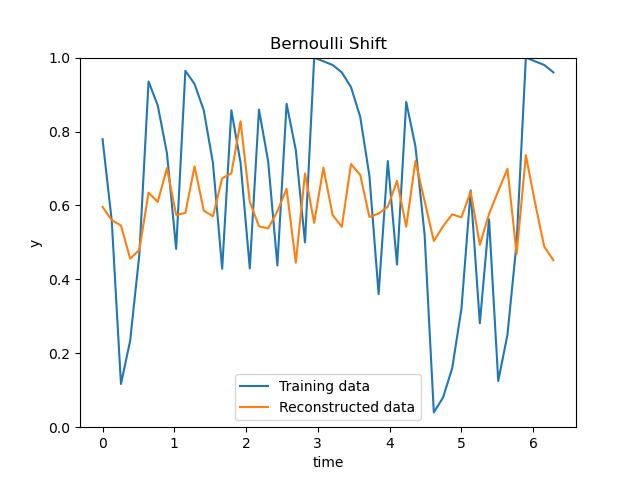 Bernoulli Shift
1.0
0.8
0.6
0.4
0.2
0.0
y
Training data
Reconstructed data
0 1 2 3 4 5 6
time